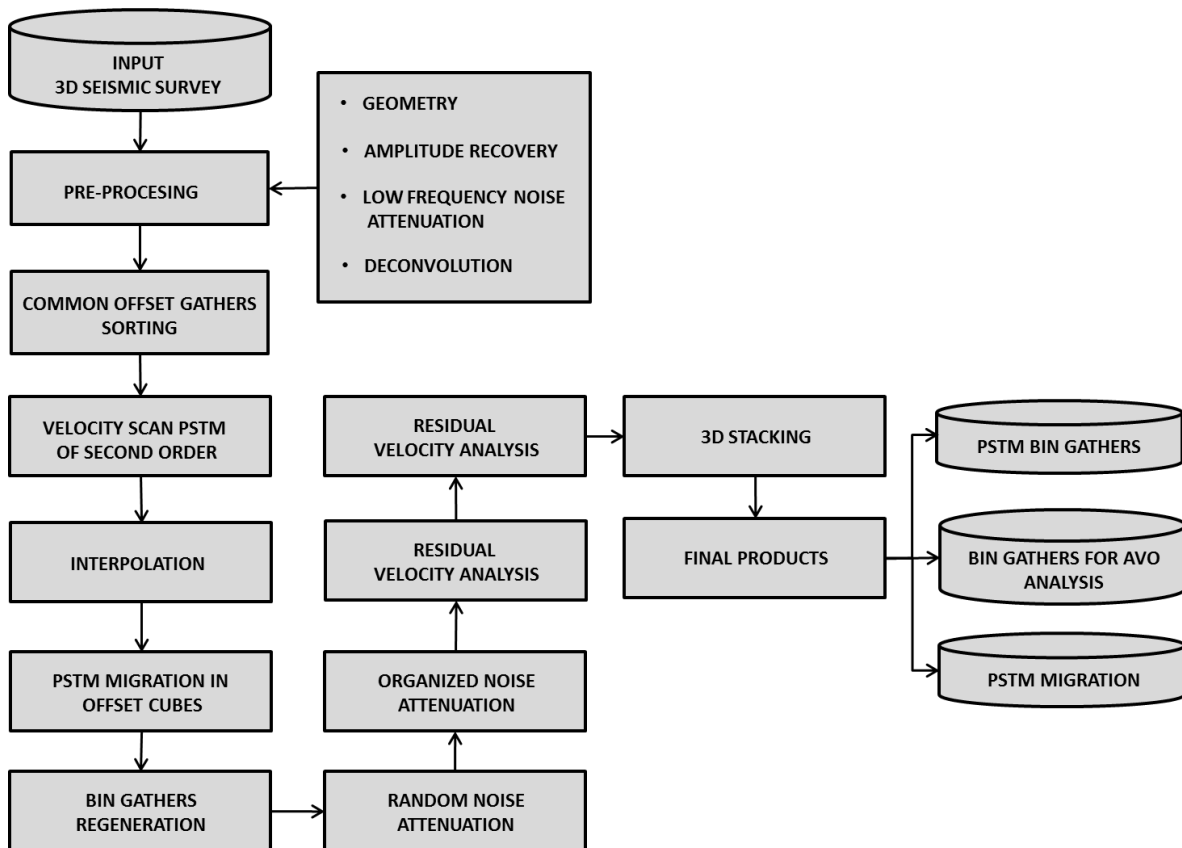 INPUT
3D SEISMIC SURVEY
PRE-PROCESING
• GEOMETRY
• AMPLITUDE RECOVERY
• LOW FREQUENCY NOISE
ATTENUATION
• DECONVOLUTION
COMMON OFFSET GATHERS
SORTING
VELOCITY SCAN PSTM
OF SECOND ORDER
INTERPOLATION
PSTM MIGRATION IN
OFFSET CUBES
BIN GATHERS
REGENERATION
RANDOM NOISE
ATTENUATION
ORGANIZED NOISE
ATTENUATION
RESIDUAL
VELOCITY ANALYSIS
RESIDUAL
VELOCITY ANALYSIS
3D STACKING
FINAL PRODUCTS
PSTM BIN GATHERS
BIN GATHERS FOR AVO
ANALYSIS
PSTM MIGRATION